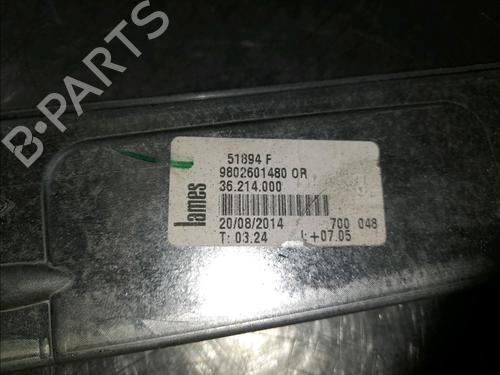 B-PARTS
lames
51894 F
9802601480 OR
36.214.000
20/08/2014 700 048
T: 03.24 I:+07.05